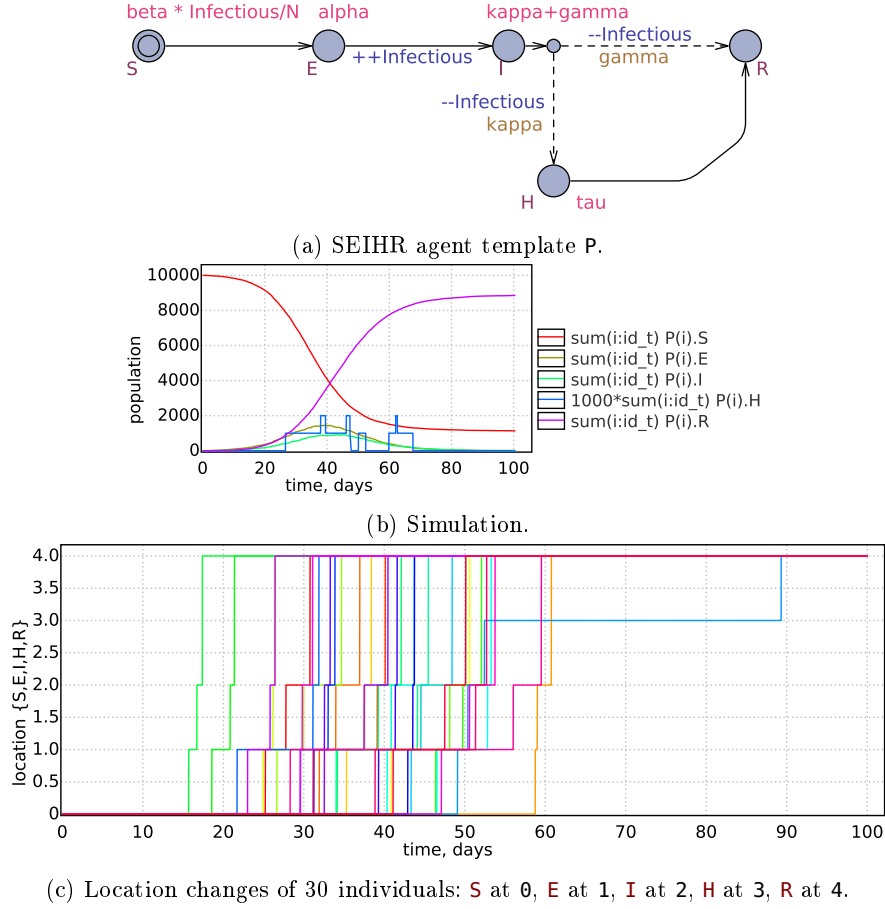 beta * Infectious/N alpha kappa+gamma
--Infectious
S E ++Infectious I gamma R
--Infectious
kappa
H tau
(a) SEIHR agent template P.
10000
8000
6000
4000
2000
0
population
0 20 40 60 80 100
time, days
sum(i:id_t) P(i).S
sum(i:id_t) P(i).E
sum(i:id_t) P(i).I
1000*sum(i:id_t) P(i).H
sum(i:id_t) P(i).R
(b) Simulation.
4.0
3.5
3.0
2.5
2.0
1.5
1.0
0.5
0
location {S,E,I,H,R}
0 10 20 30 40 50 60 70 80 90 100
time, days
(c) Location changes of 30 individuals: S at 0, E at 1, I at 2, H at 3, R at 4.